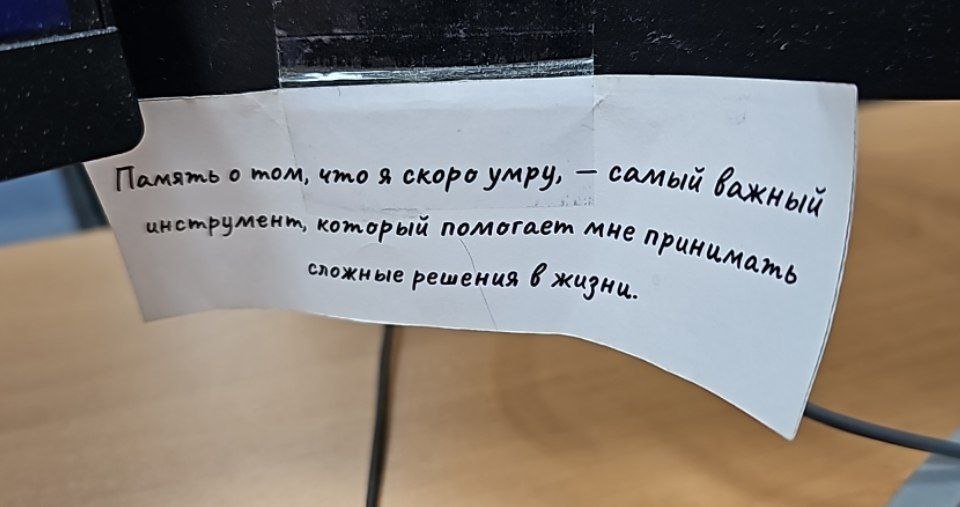 Память о том, что я скоро умру, — самый важный
инструмент, который помогает мне принимать
сложные решения в жизни.